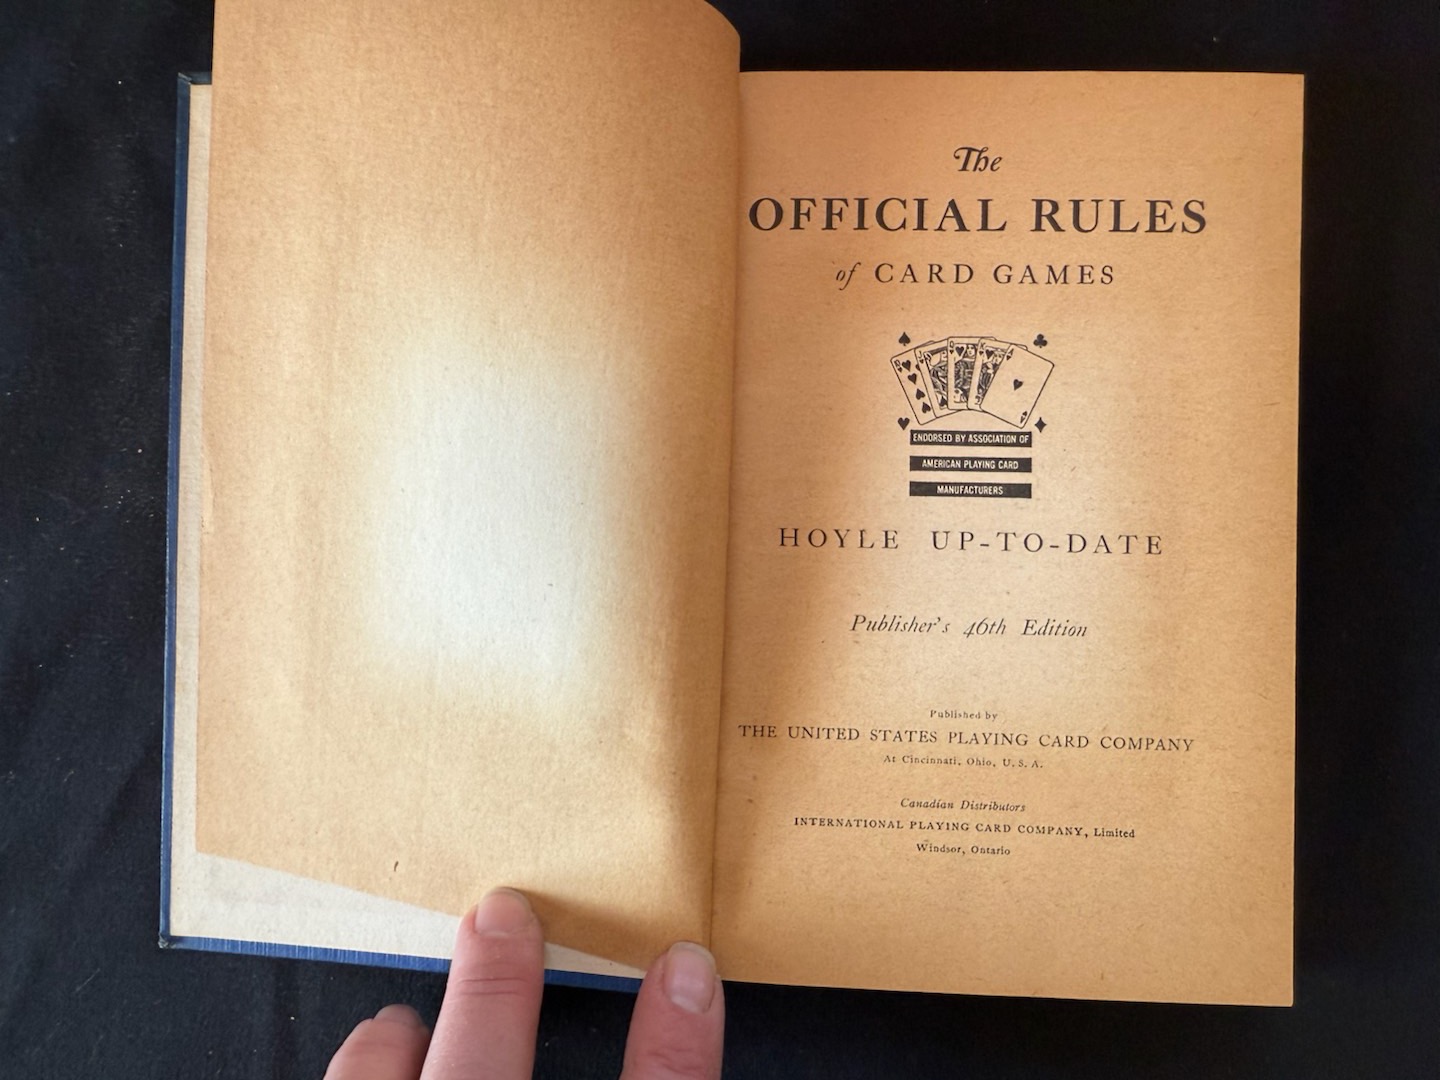 The
OFFICIAL RULES
of CARD GAMES
ENDORSED BY ASSOCIATION OF
AMERICAN PLAYING CARD
MANUFACTURERS
HOYLE UP-TO-DATE
Publisher's 46th Edition
Published by
THE UNITED STATES PLAYING CARD COMPANY
At Cincinnati, Ohio, U. S. A.
Canadian Distributors
INTERNATIONAL PLAYING CARD COMPANY, Limited
Windsor, Ontario